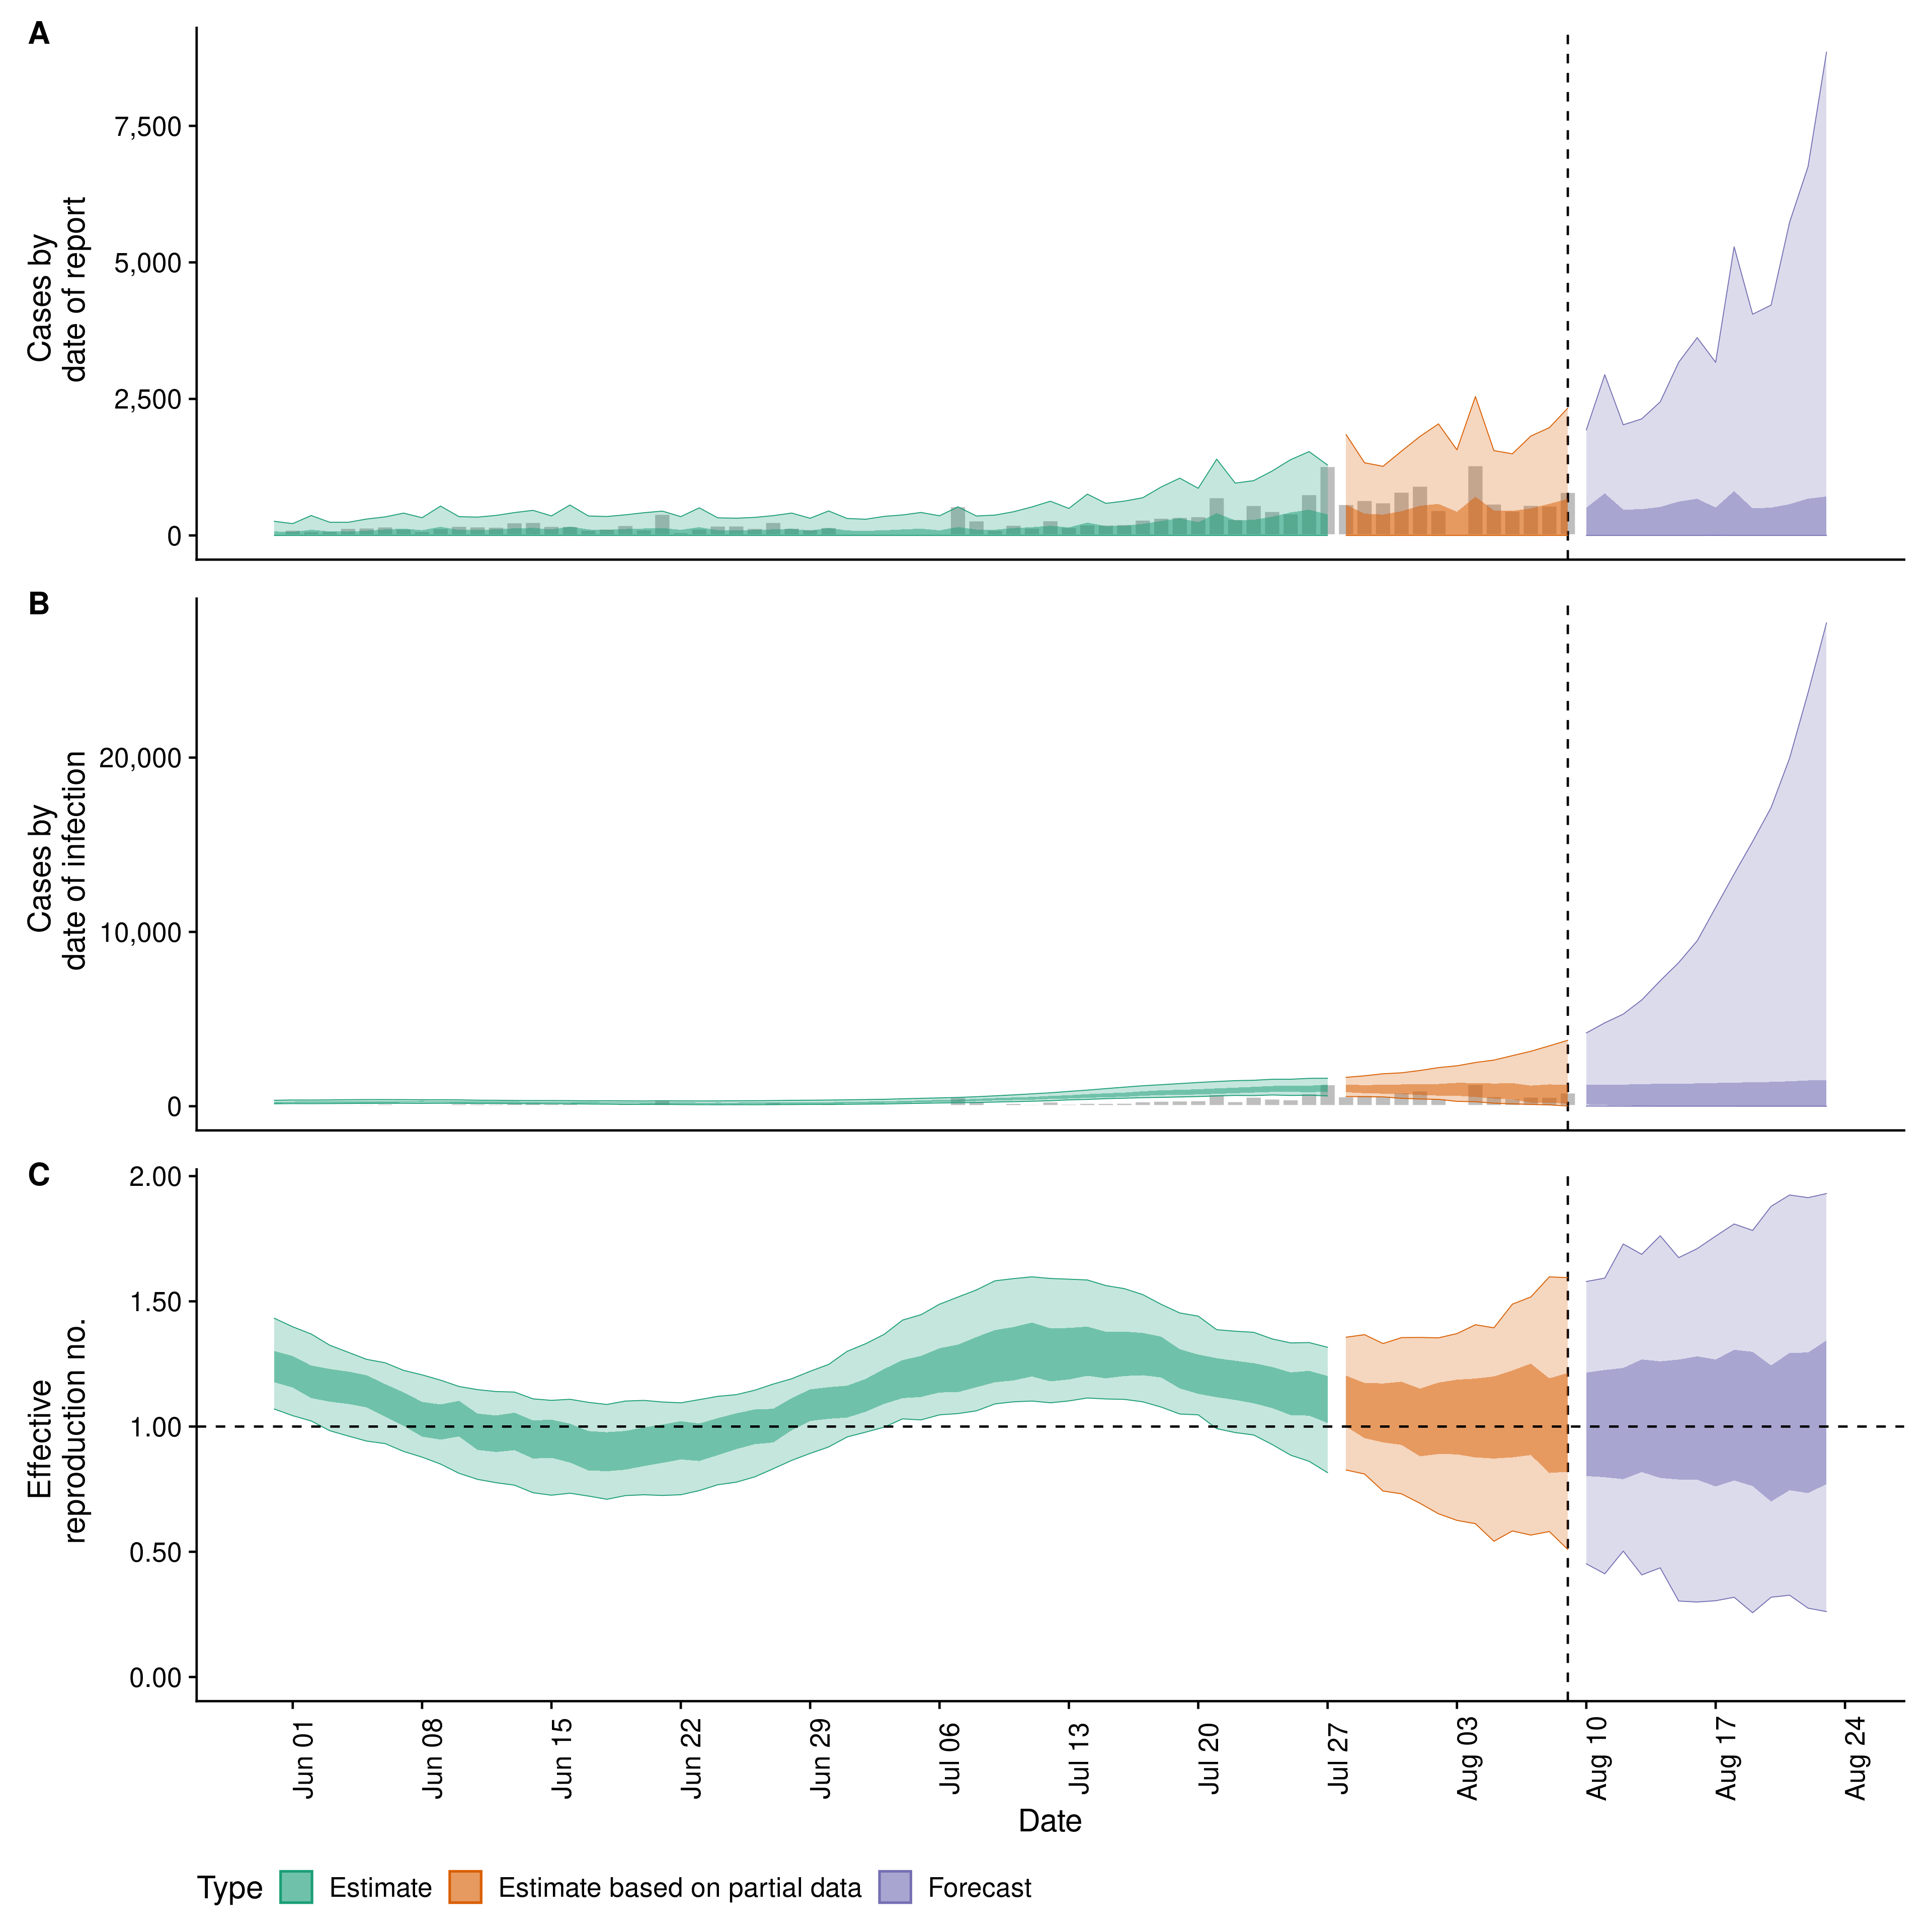 A
Cases by
date of report
7,500
5,000
2,500
0
B
Cases by
date of infection
20,000
10,000
0
C
Effective
reproduction no.
2.00
1.50
1.00
0.50
0.00
Jun 01
Jun 08
Jun 15
Jun 22
Jun 29
Jul 06
Jul 13
Jul 20
Jul 27
Aug 03
Aug 10
Aug 17
Aug 24
Date
Type Estimate Estimate based on partial data Forecast